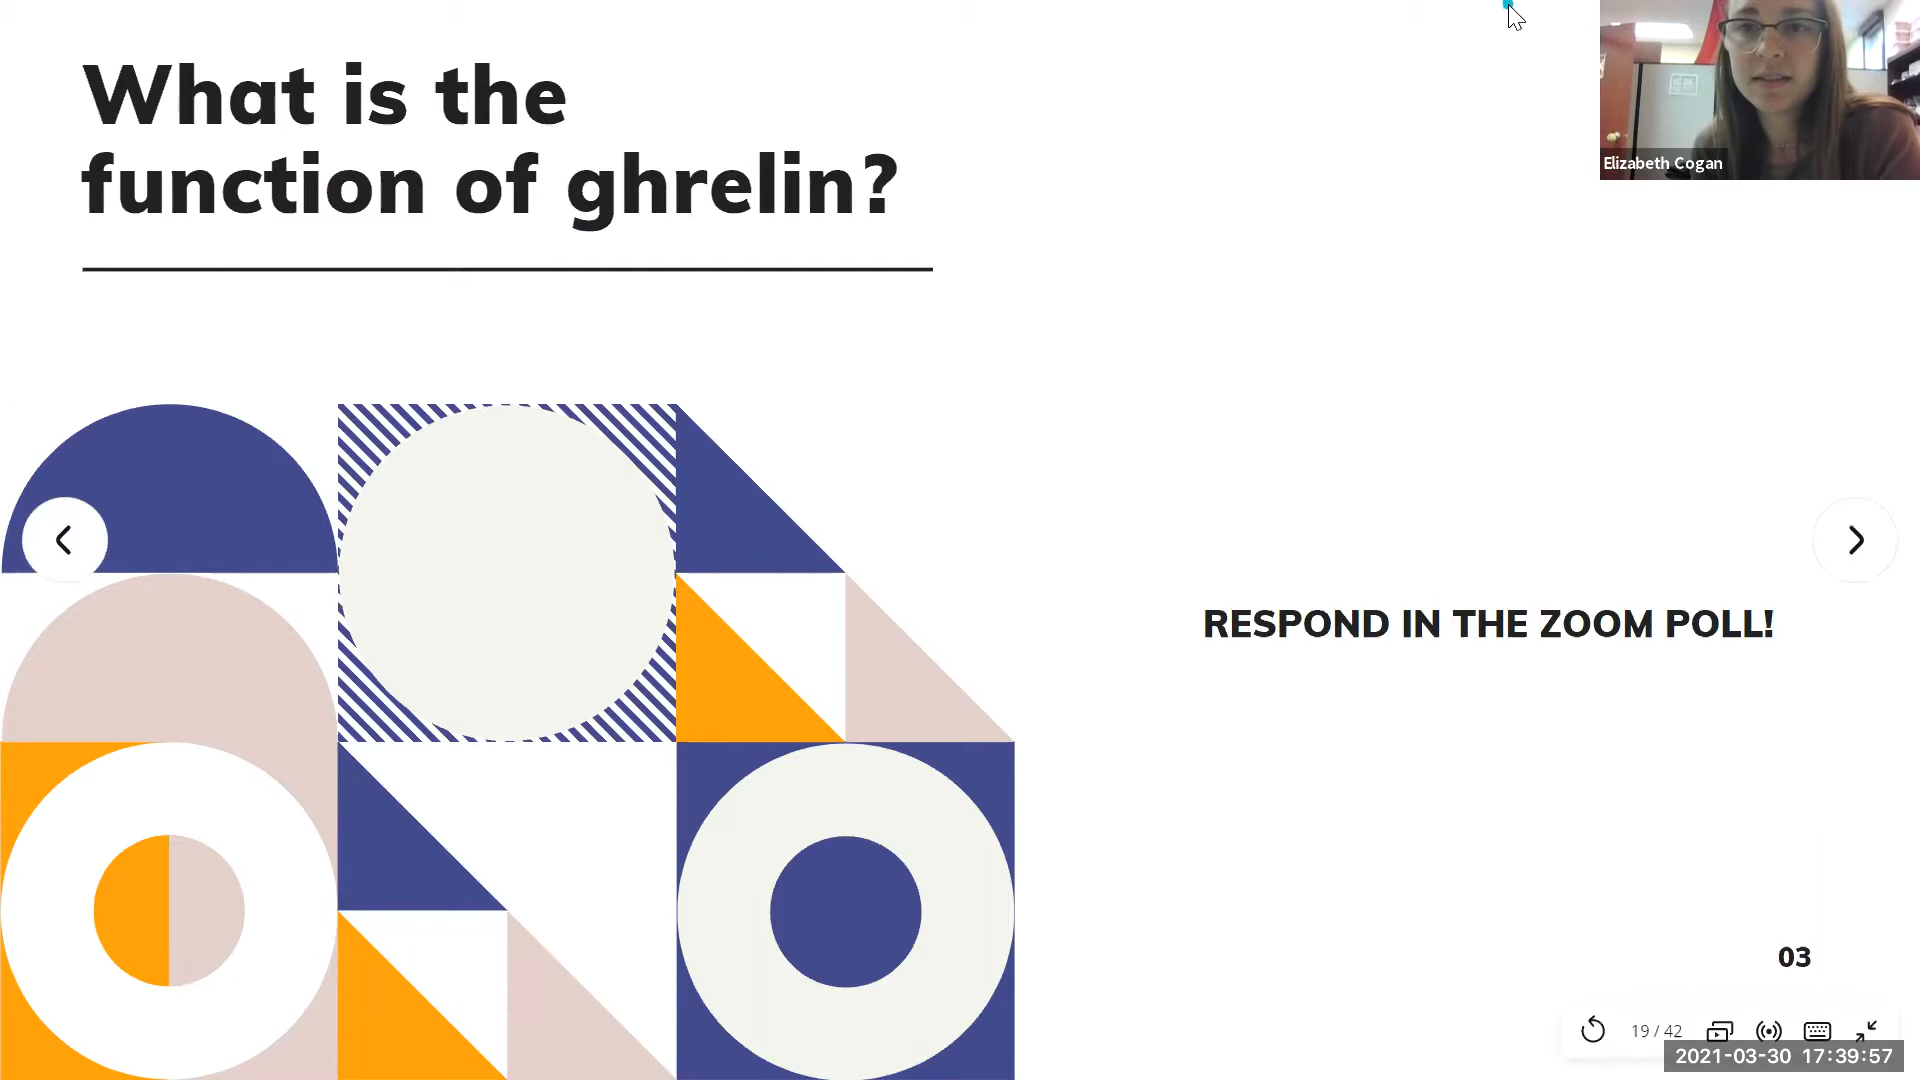 What is the
function of ghrelin?
Elizabeth Cogan
RESPOND IN THE ZOOM POLL!
03
19 / 42
2021-03-30 17:39:57